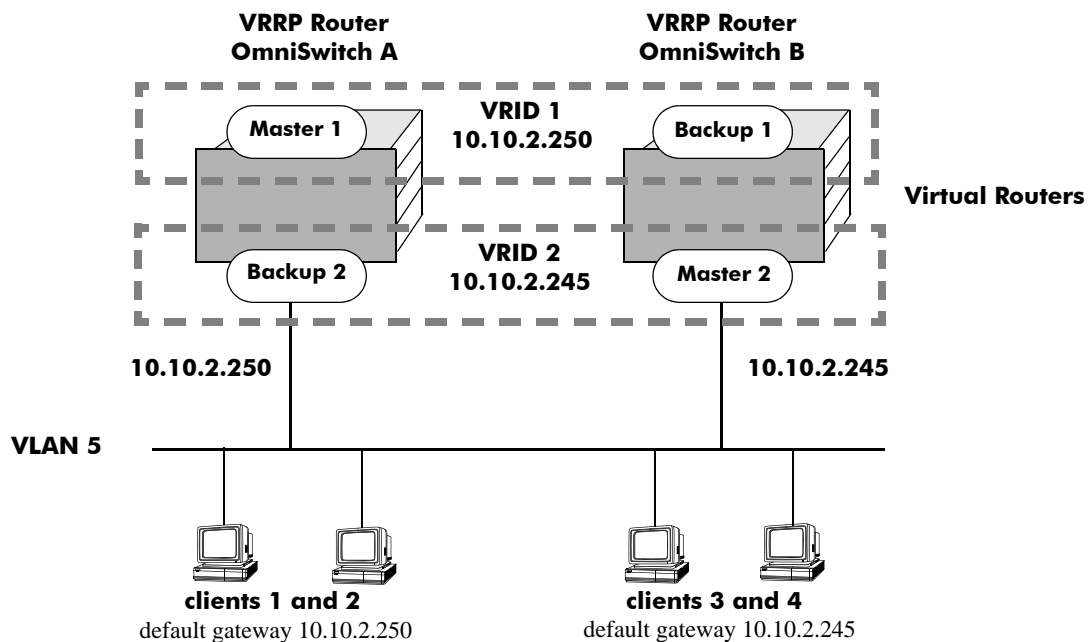 VRRP Router
OmniSwitch A
VRRP Router
OmniSwitch B
Master 1
VRID 1
10.10.2.250
Backup 1
Virtual Routers
Backup 2
VRID 2
10.10.2.245
Master 2
10.10.2.250
10.10.2.245
VLAN 5
clients 1 and 2
default gateway 10.10.2.250
clients 3 and 4
default gateway 10.10.2.245